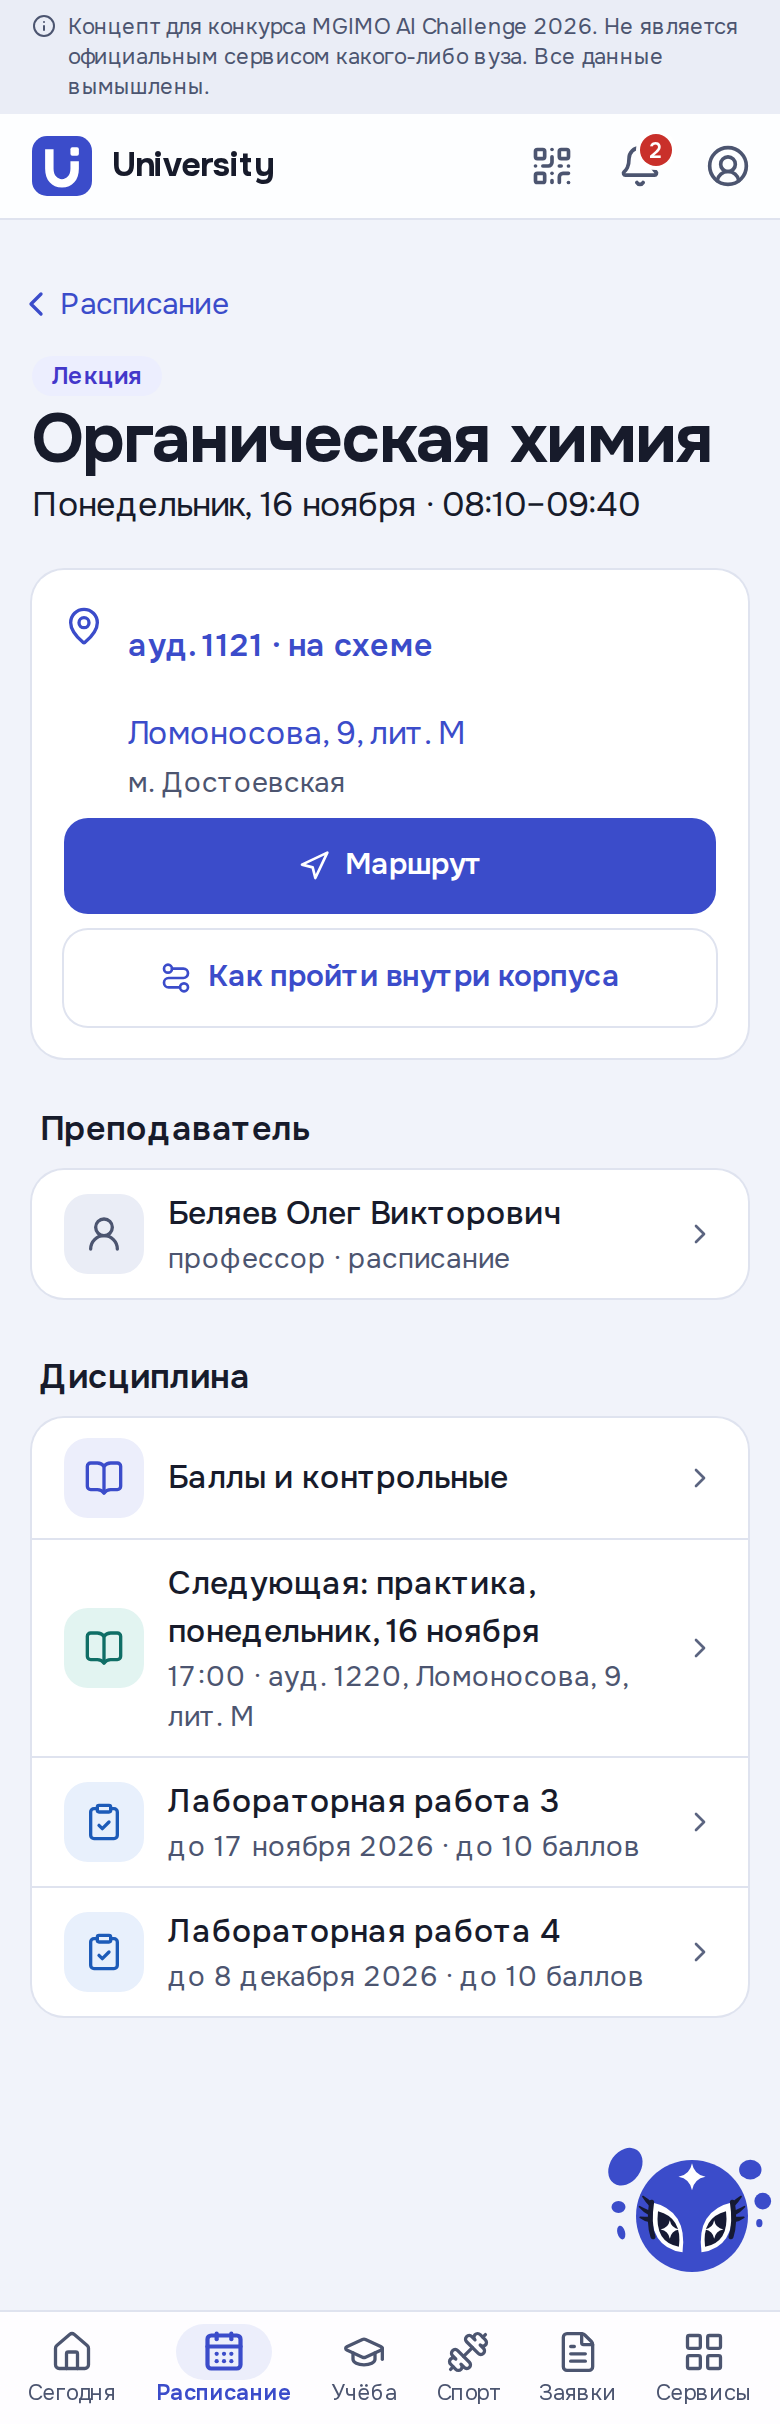 Концепт для конкурса MGIMO AI Challenge 2026. Не является
официальным сервисом какого-либо вуза. Все данные
вымышлены.
University
2
Расписание
Лекция
Органическая химия
Понедельник, 16 ноября · 08:10–09:40
ауд. 1121 · на схеме
Ломоносова, 9, лит. М
м. Достоевская
Маршрут
Как пройти внутри корпуса
Преподаватель
Беляев Олег Викторович
профессор · расписание
Дисциплина
Баллы и контрольные
Следующая: практика,
понедельник, 16 ноября
17:00 · ауд. 1220, Ломоносова, 9,
лит. М
Лабораторная работа 3
до 17 ноября 2026 · до 10 баллов
Лабораторная работа 4
до 8 декабря 2026 · до 10 баллов
Сегодня
Расписание
Учёба
Спорт
Заявки
Сервисы